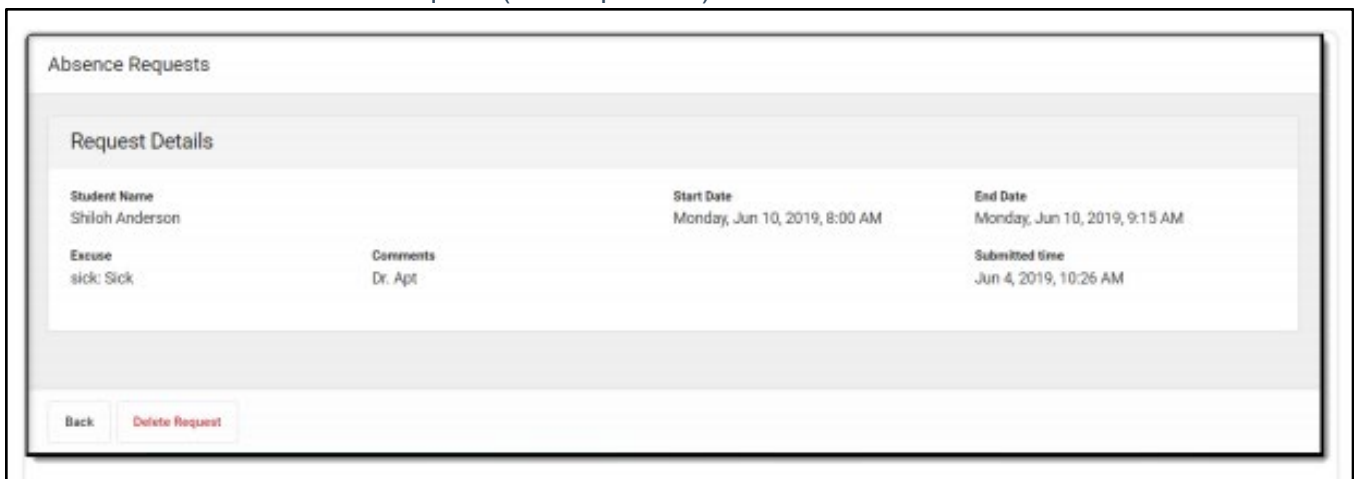 Absence Requests
Request Details
Student Name
Start Date
End Date
Shiloh Anderson
Monday, Jun 10, 2019, 8:00 AM
Monday, Jun 10, 2019, 9:15 AM
Excuse
Comments
Submitted time
sick: Sick
Dr. Apt
Jun 4, 2019, 10:26 AM
Back
Delete Request